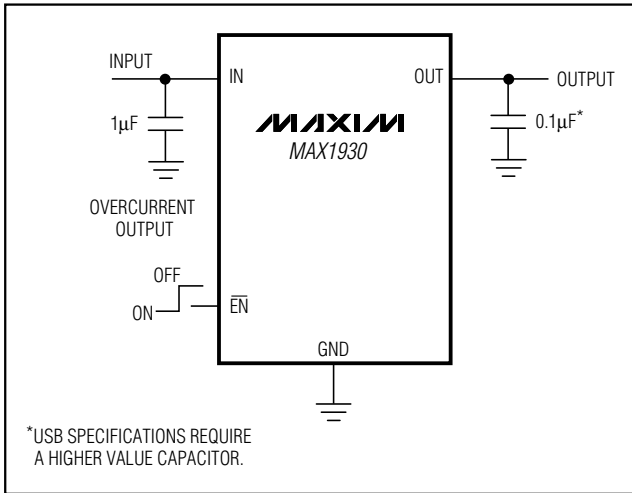 INPUT
IN
OUT
OUTPUT
1µF
MAXIM
MAX1930
0.1µF*
OVERCURRENT
OUTPUT
OFF
ON
EN
GND
*USB SPECIFICATIONS REQUIRE
A HIGHER VALUE CAPACITOR.